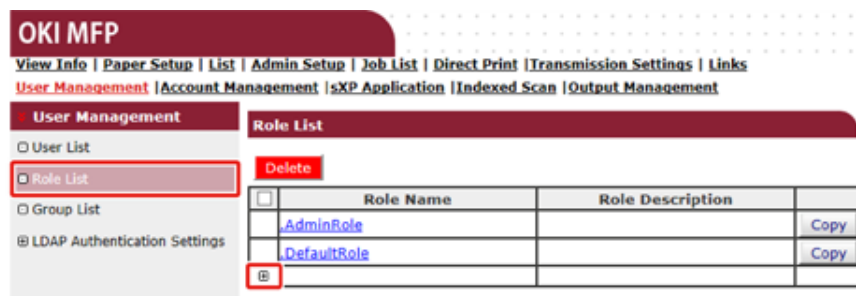 OKI MFP
View Info | Paper Setup | List | Admin Setup | Job List | Direct Print |Transmission Settings | Links
User Management |Account Management |sXP Application |Indexed Scan |Output Management
User Management
Role List
User List
Role List
Group List
LDAP Authentication Settings
Delete
Role Name Role Description
.AdminRole Copy
.DefaultRole Copy